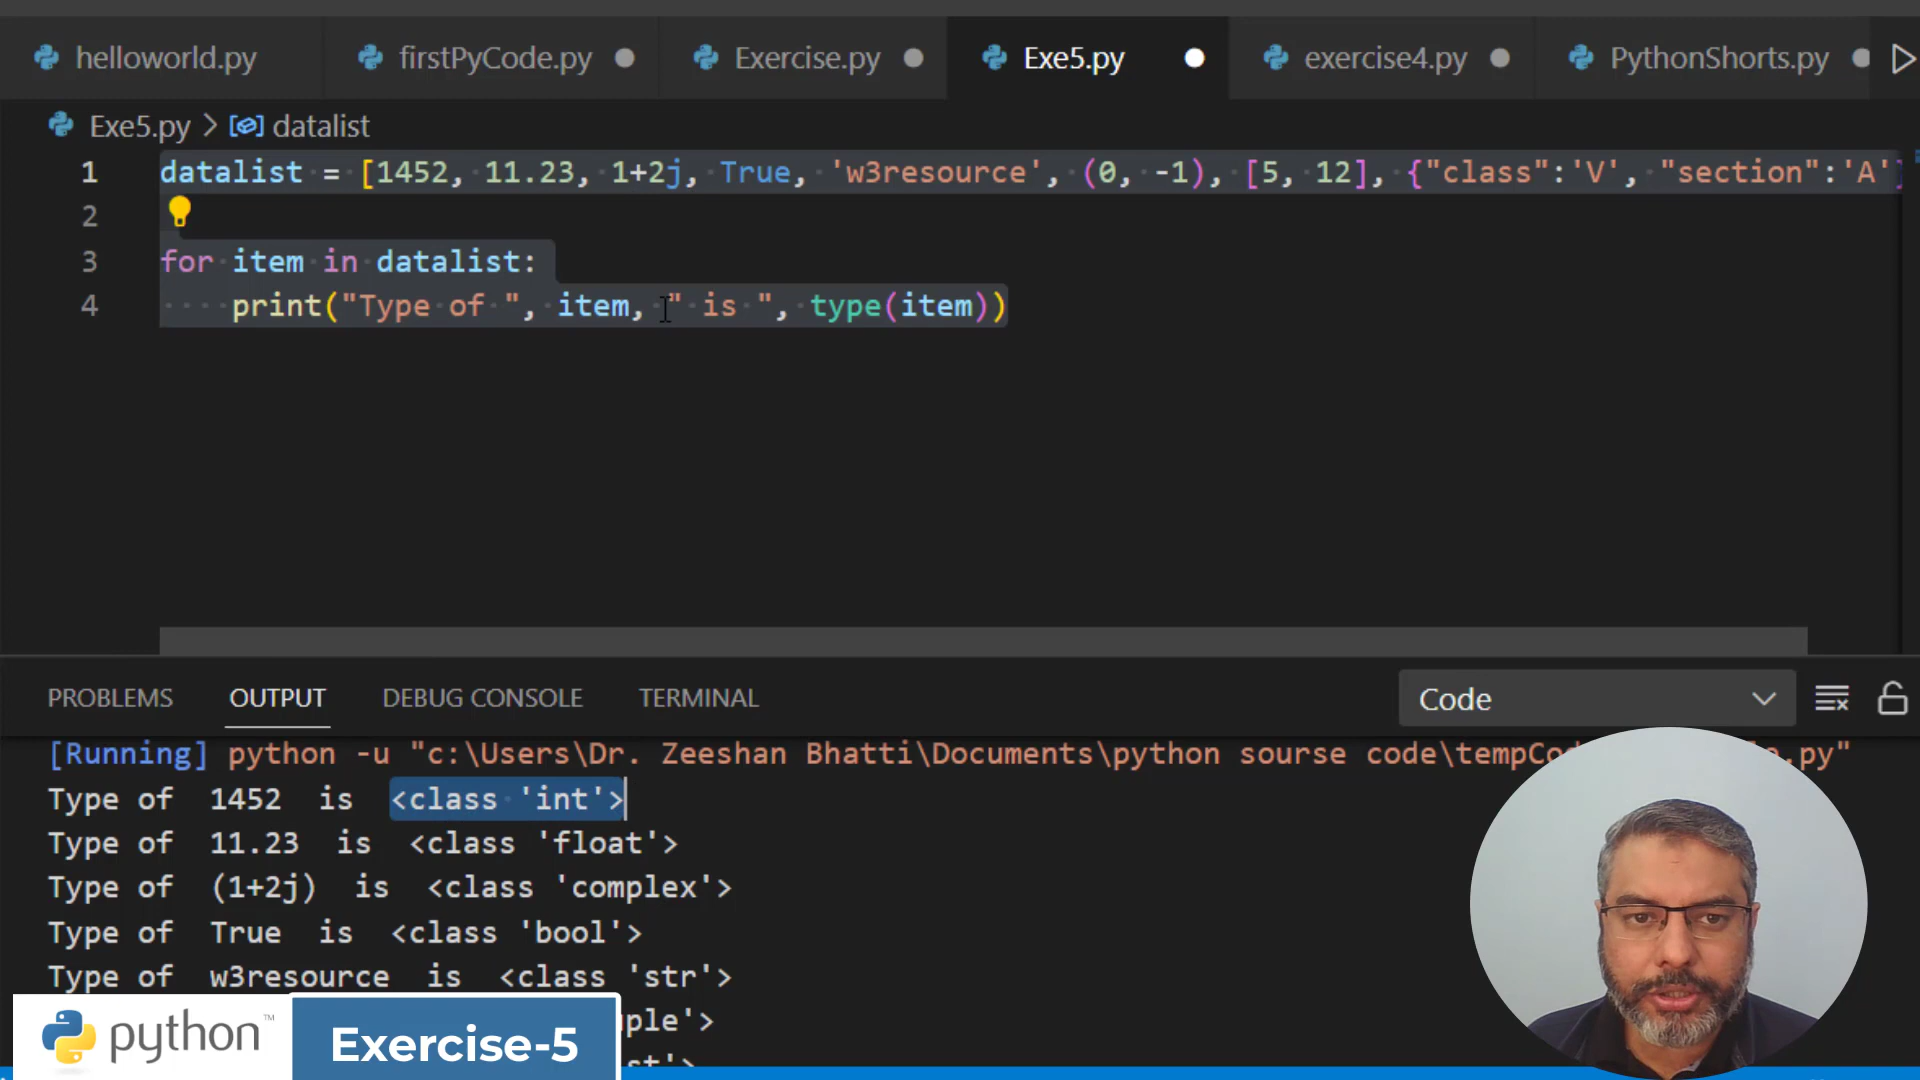 helloworld.py firstPyCode.py Exercise.py Exe5.py exercise4.py PythonShorts.py
Exe5.py > datalist
1 datalist = [1452, 11.23, 1+2j, True, 'w3resource', (0, -1), [5, 12], {"class":'V', "section":'A'}
2
3 for item in datalist:
4 print("Type of ", item, " is ", type(item))
PROBLEMS OUTPUT DEBUG CONSOLE TERMINAL Code
[Running] python -u "c:\Users\Dr. Zeeshan Bhatti\Documents\python sourse code\tempCo .py"
Type of 1452 is <class 'int'>
Type of 11.23 is <class 'float'>
Type of (1+2j) is <class 'complex'>
Type of True is <class 'bool'>
Type of w3resource is <class 'str'>
uple'>
st'>
python™
Exercise-5